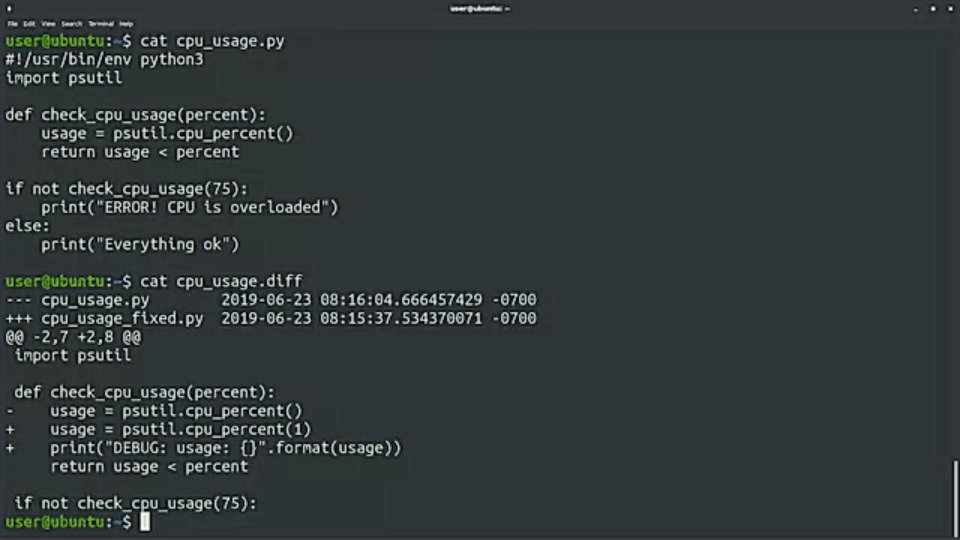 user@ubuntu: ~
File Edit View Search Terminal Help
user@ubuntu:~$ cat cpu_usage.py
#!/usr/bin/env python3
import psutil
def check_cpu_usage(percent):
    usage = psutil.cpu_percent()
    return usage < percent
if not check_cpu_usage(75):
    print("ERROR! CPU is overloaded")
else:
    print("Everything ok")
user@ubuntu:~$ cat cpu_usage.diff
--- cpu_usage.py        2019-06-23 08:16:04.666457429 -0700
+++ cpu_usage_fixed.py  2019-06-23 08:15:37.534370071 -0700
@@ -2,7 +2,8 @@
 import psutil
 def check_cpu_usage(percent):
-    usage = psutil.cpu_percent()
+    usage = psutil.cpu_percent(1)
+    print("DEBUG: usage: {}".format(usage))
     return usage < percent
 if not check_cpu_usage(75):
user@ubuntu:~$